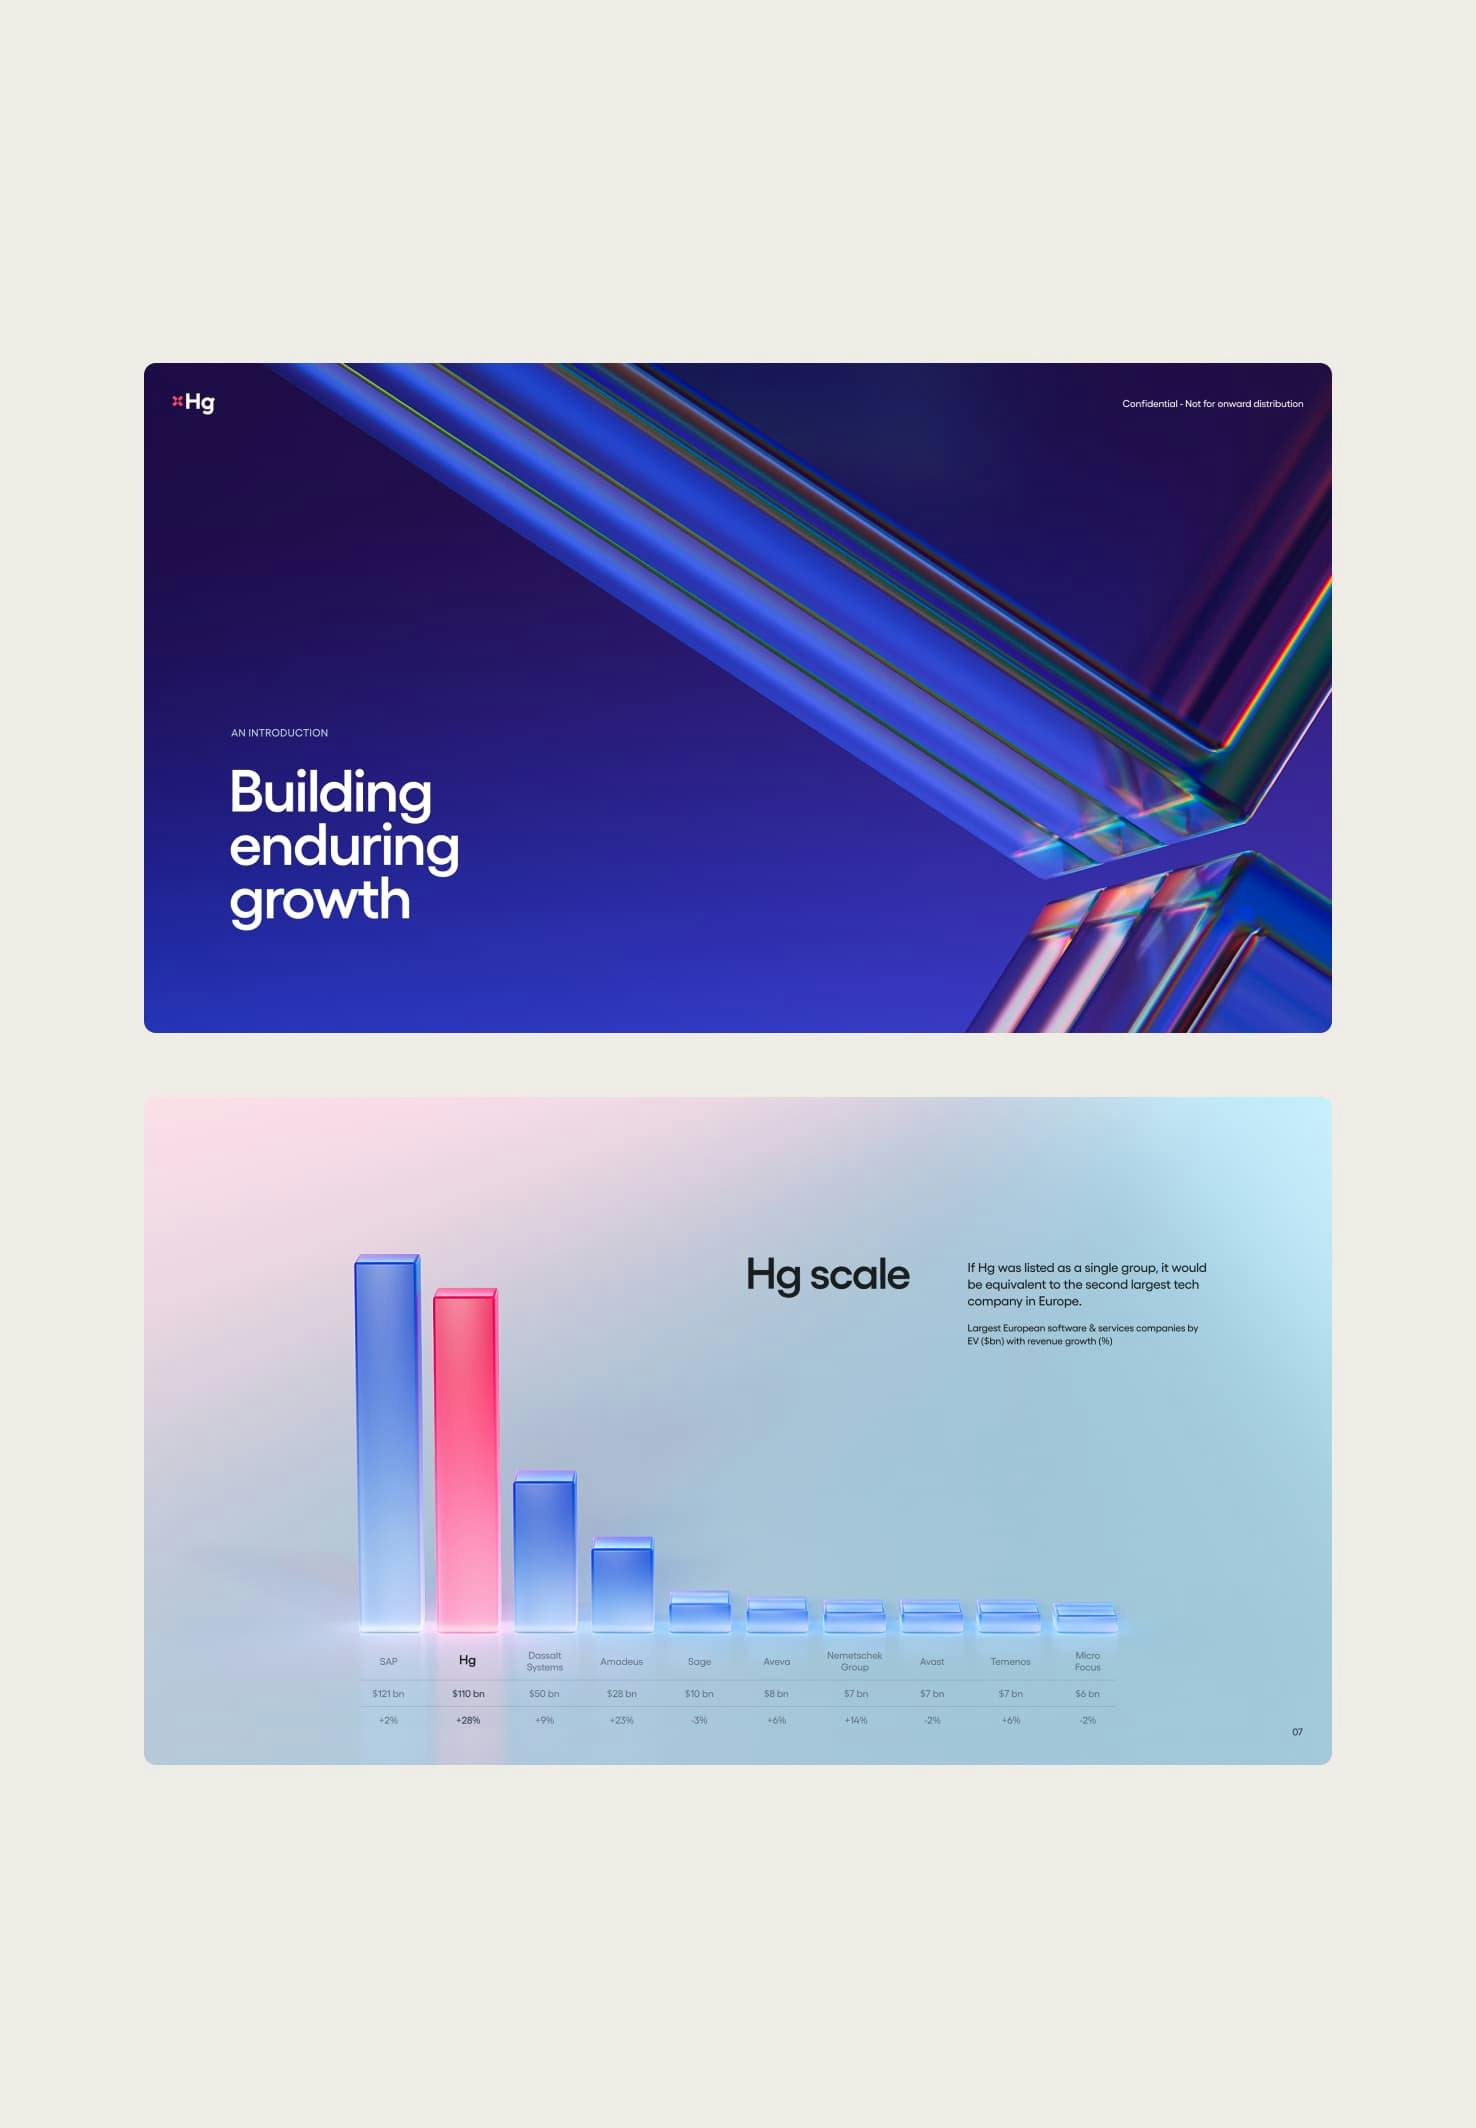 Hg
Confidential - Not for onward distribution
AN INTRODUCTION
Building
enduring
growth
Hg scale
If Hg was listed as a single group, it would
be equivalent to the second largest tech
company in Europe.
Largest European software & services companies by
EV ($bn) with revenue growth (%)
SAP Hg Dassalt Systems Amadeus Sage Aveva Nemetschek Group Avast Temenos Micro Focus
$121 bn $110 bn $50 bn $28 bn $10 bn $8 bn $7 bn $7 bn $7 bn $6 bn
+2% +28% +9% +23% -3% +6% +14% -2% +6% -2%
07